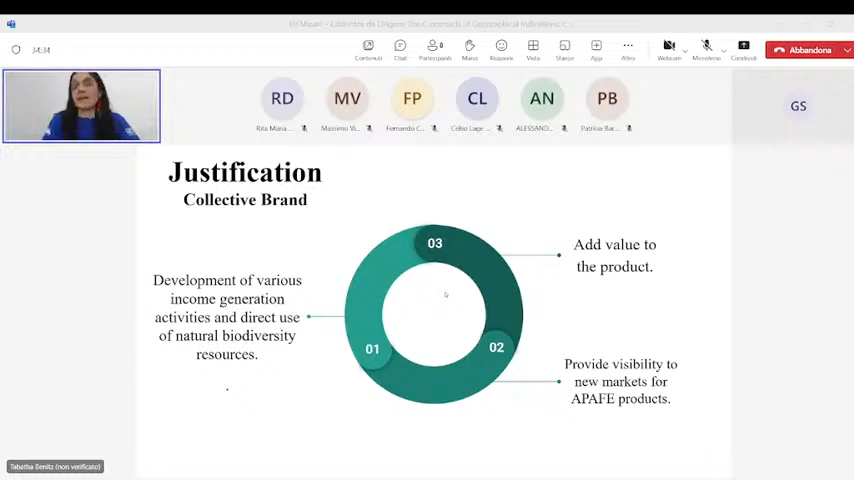 34:34
Contenuti
Chat
Partecipanti
8
Mano
Reazioni
Vista
Stanze
App
Altro
Webcam
Microfono
Condividi
Abbandona
RD
MV
FP
CL
AN
PB
GS
Rita Maria...
Massimo Vi...
Fernando C...
Celso Lage ...
ALESSAND...
Patrícia Bar...
Justification
Collective Brand
03
Add value to
the product.
Development of various
income generation
activities and direct use
of natural biodiversity
resources.
01
02
Provide visibility to
new markets for
APAFE products.
.
Tabatha Benitz (non verificato)